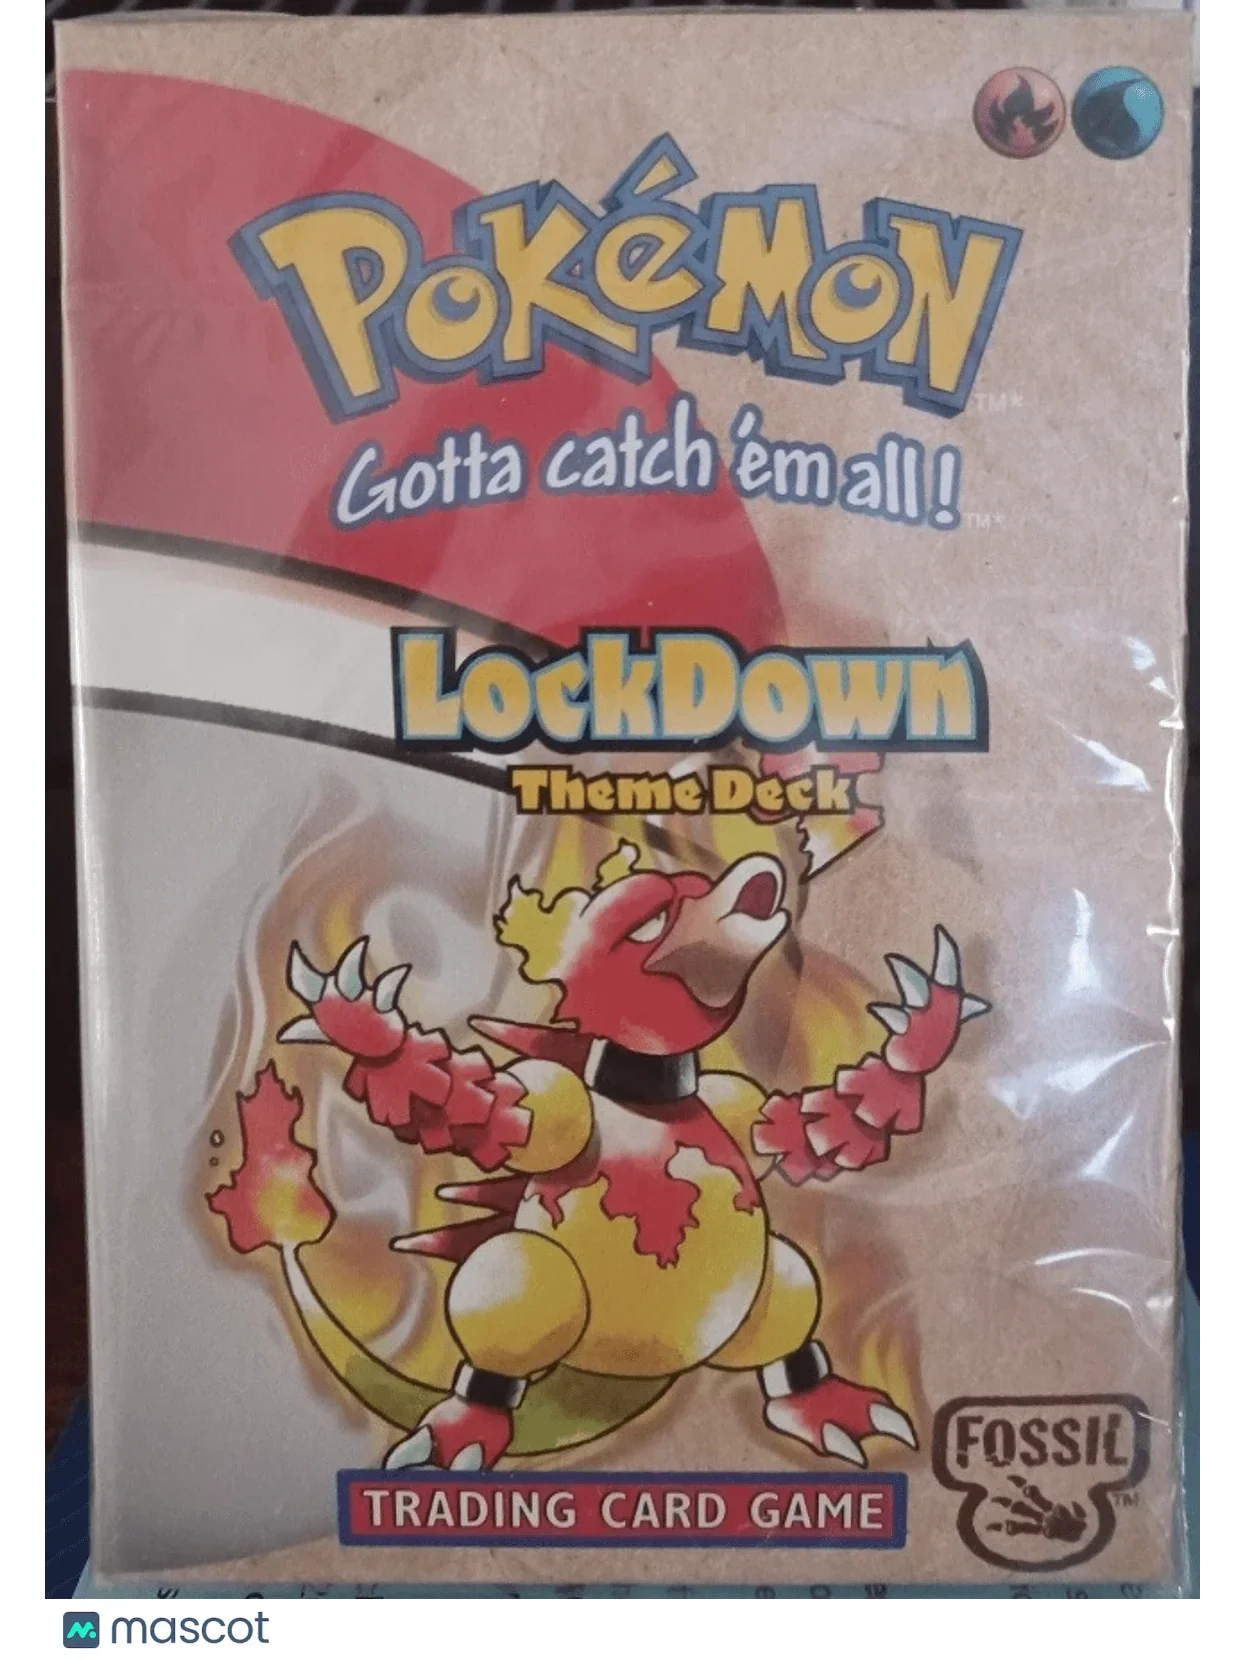 POKéMON
TM*
Gotta catch 'em all!
TM*
LockDown
Theme Deck
TRADING CARD GAME
FOSSIL
TM
mascot